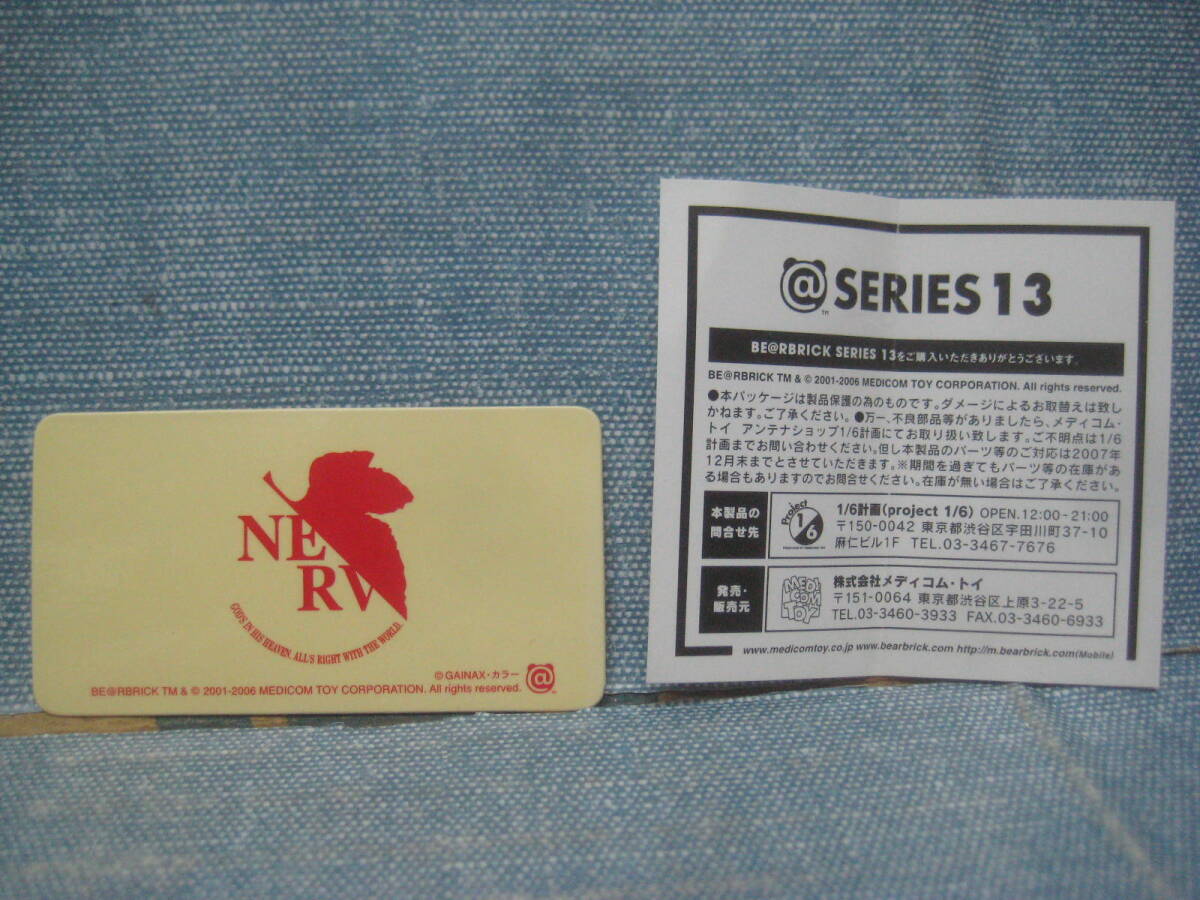 NE
RV
GOD'S IN HIS HEAVEN. ALL'S RIGHT WITH THE WORLD.
©GAINAX・カラー
BE@RBRICK TM & © 2001-2006 MEDICOM TOY CORPORATION. All rights reserved.
@ TM
@ SERIES 13
TM
BE@RBRICK SERIES 13をご購入いただきありがとうございます。
BE@RBRICK TM & © 2001-2006 MEDICOM TOY CORPORATION. All rights reserved.
●本パッケージは製品保護の為のものです。ダメージによるお取替えは致し
かねます。ご了承ください。●万一、不良部品等がありましたら、メディコム・
トイ アンテナショップ1/6計画にてお取り扱い致します。ご不明点は1/6
計画までお問い合わせください。但し本製品のパーツ等のご対応は2007年
12月末までとさせていただきます。※期間を過ぎてもパーツ等の在庫があ
る場合もありますのでお問合せください。在庫が無い場合はご了承ください。
本製品の
問合せ先
Project
1/6
1/6計画(project 1/6) OPEN.12:00~21:00
〒150-0042 東京都渋谷区宇田川町37-10
麻仁ビル1F TEL.03-3467-7676
発売・
販売元
MEDI
COM
TOY
株式会社メディコム・トイ
〒151-0064 東京都渋谷区上原3-22-5
TEL.03-3460-3933 FAX.03-3460-6933
www.medicomtoy.co.jp www.bearbrick.com http://m.bearbrick.com(Mobile)